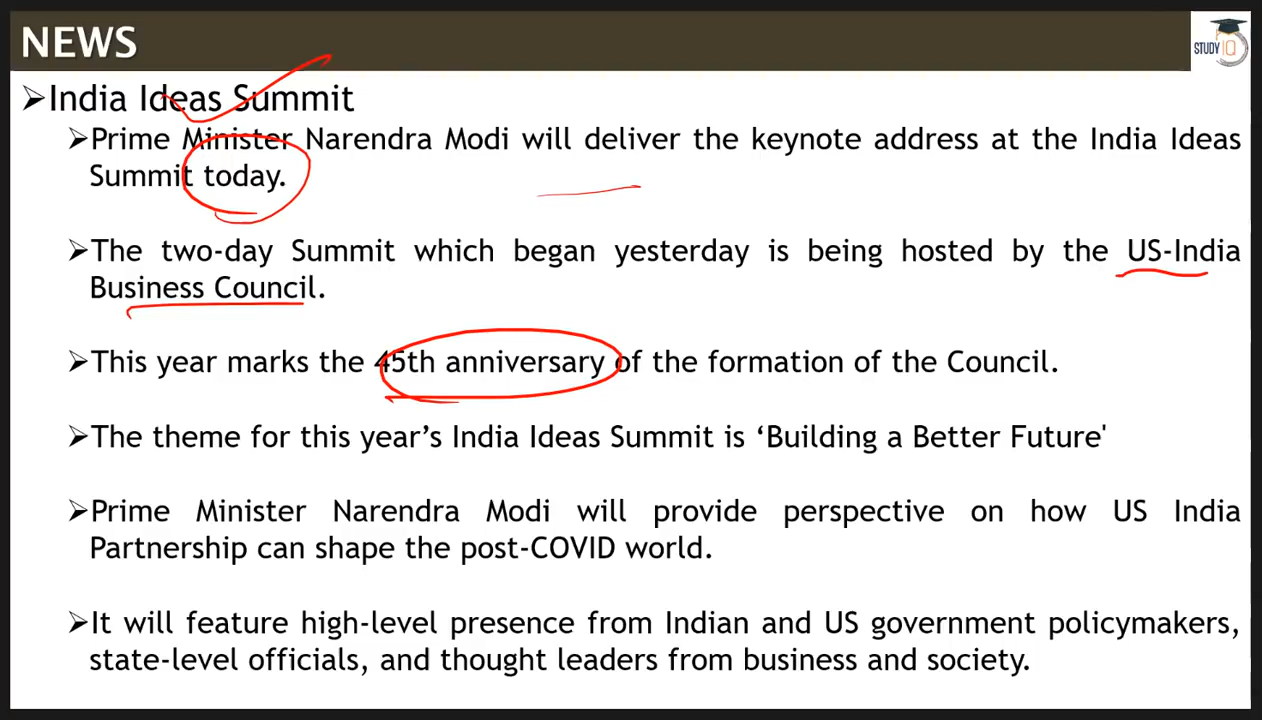 NEWS
STUDY IQ
➢India Ideas Summit
➢Prime Minister Narendra Modi will deliver the keynote address at the India Ideas
Summit today.
➢The two-day Summit which began yesterday is being hosted by the US-India
Business Council.
➢This year marks the 45th anniversary of the formation of the Council.
➢The theme for this year’s India Ideas Summit is ‘Building a Better Future'
➢Prime Minister Narendra Modi will provide perspective on how US India
Partnership can shape the post-COVID world.
➢It will feature high-level presence from Indian and US government policymakers,
state-level officials, and thought leaders from business and society.